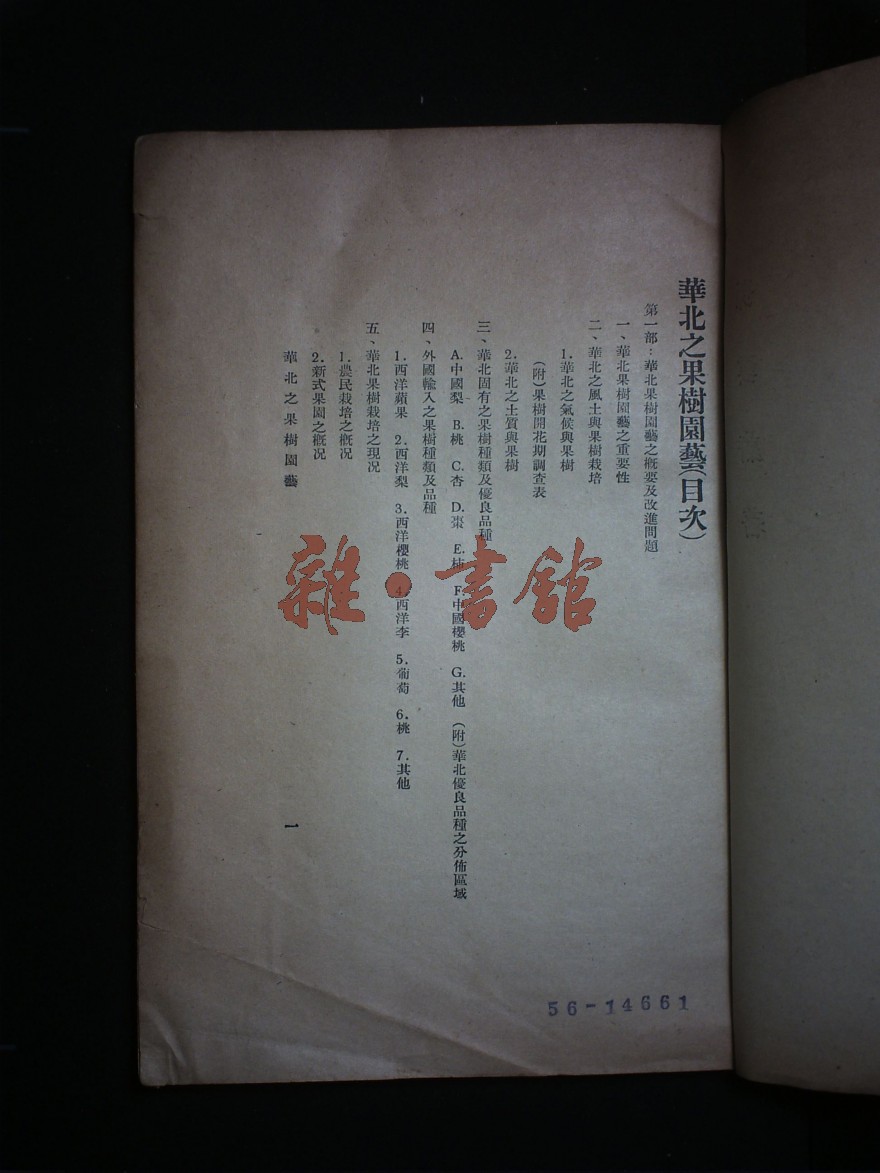 華北之果樹園藝(目次)
第一部：華北果樹園藝之概要及改進問題
一、華北果樹園藝之重要性
二、華北之風土與果樹栽培
1.華北之氣候與果樹
(附)果樹開花期調查表
2.華北之土質與果樹
三、華北固有之果樹種類及優良品種
A.中國梨 B.桃 C.杏 D.棗 E.柿 F.中國櫻桃 G.其他 (附)華北優良品種之分佈區域
四、外國輸入之果樹種類及品種
1.西洋蘋果 2.西洋梨 3.西洋櫻桃 4.西洋李 5.葡萄 6.桃 7.其他
五、華北果樹栽培之現况
1.農民栽培之概况
2.新式果園之概况
華北之果樹園藝 一
雜·書館
56-14661